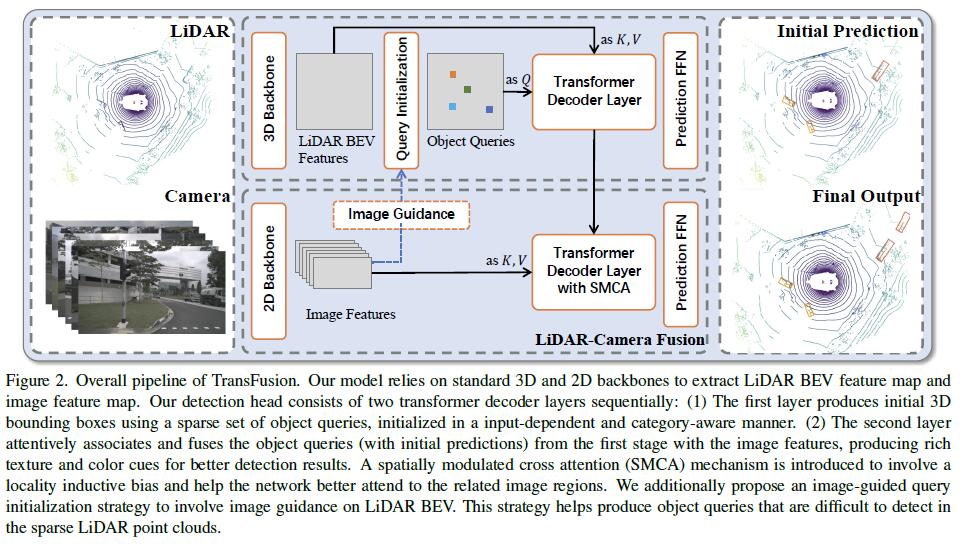 LiDAR
Camera
3D Backbone
LiDAR BEV
Features
Query Initialization
Object Queries
as Q
as K, V
Transformer
Decoder Layer
Prediction FFN
Initial Prediction
2D Backbone
Image Guidance
Image Features
as K, V
Transformer
Decoder Layer
with SMCA
Prediction FFN
LiDAR-Camera Fusion
Final Output
Figure 2. Overall pipeline of TransFusion. Our model relies on standard 3D and 2D backbones to extract LiDAR BEV feature map and
image feature map. Our detection head consists of two transformer decoder layers sequentially: (1) The first layer produces initial 3D
bounding boxes using a sparse set of object queries, initialized in a input-dependent and category-aware manner. (2) The second layer
attentively associates and fuses the object queries (with initial predictions) from the first stage with the image features, producing rich
texture and color cues for better detection results. A spatially modulated cross attention (SMCA) mechanism is introduced to involve a
locality inductive bias and help the network better attend to the related image regions. We additionally propose an image-guided query
initialization strategy to involve image guidance on LiDAR BEV. This strategy helps produce object queries that are difficult to detect in
the sparse LiDAR point clouds.